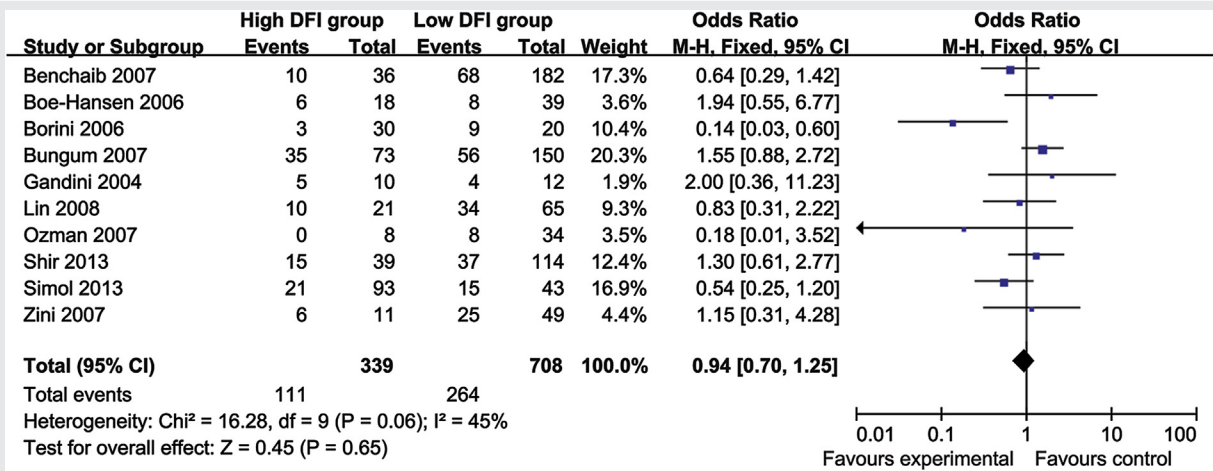 High DFI group Low DFI group Odds Ratio Odds Ratio
Study or Subgroup Events Total Events Total Weight M-H, Fixed, 95% CI M-H, Fixed, 95% CI
Benchaib 2007 10 36 68 182 17.3% 0.64 [0.29, 1.42]
Boe-Hansen 2006 6 18 8 39 3.6% 1.94 [0.55, 6.77]
Borini 2006 3 30 9 20 10.4% 0.14 [0.03, 0.60]
Bungum 2007 35 73 56 150 20.3% 1.55 [0.88, 2.72]
Gandini 2004 5 10 4 12 1.9% 2.00 [0.36, 11.23]
Lin 2008 10 21 34 65 9.3% 0.83 [0.31, 2.22]
Ozman 2007 0 8 8 34 3.5% 0.18 [0.01, 3.52]
Shir 2013 15 39 37 114 12.4% 1.30 [0.61, 2.77]
Simol 2013 21 93 15 43 16.9% 0.54 [0.25, 1.20]
Zini 2007 6 11 25 49 4.4% 1.15 [0.31, 4.28]
Total (95% CI) 339 708 100.0% 0.94 [0.70, 1.25]
Total events 111 264
Heterogeneity: Chi² = 16.28, df = 9 (P = 0.06); I² = 45%
Test for overall effect: Z = 0.45 (P = 0.65)
0.01 0.1 1 10 100
Favours experimental Favours control